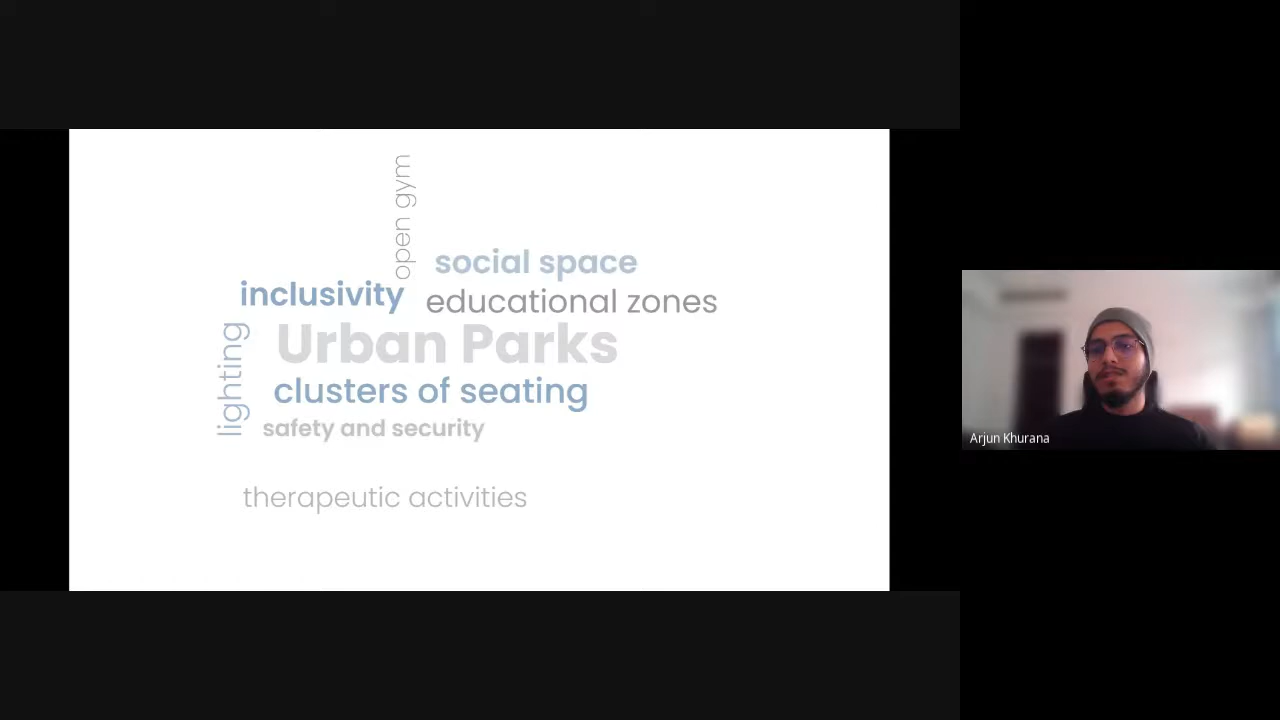 open gym
social space
inclusivity
educational zones
Urban Parks
lighting
clusters of seating
safety and security
therapeutic activities
Arjun Khurana